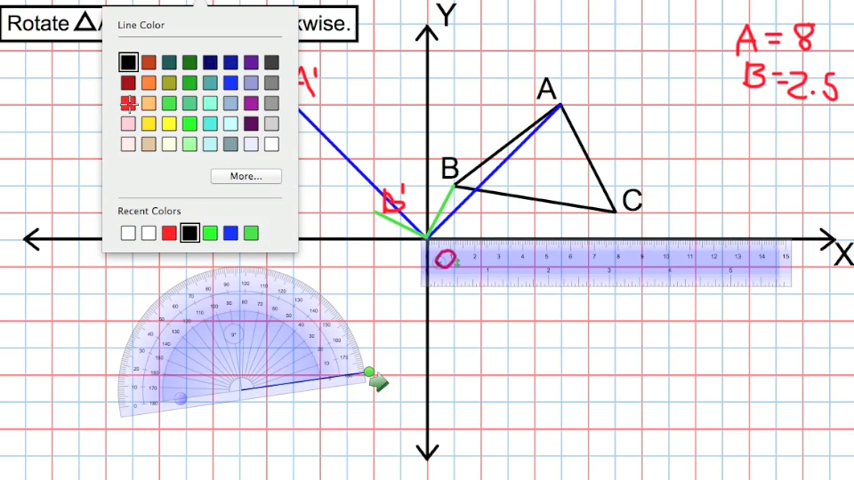 Rotate △A kwise.
Line Color
More...
Recent Colors
Y
A = 8
B = 2.5
A'
A
B
B'
C
X
O